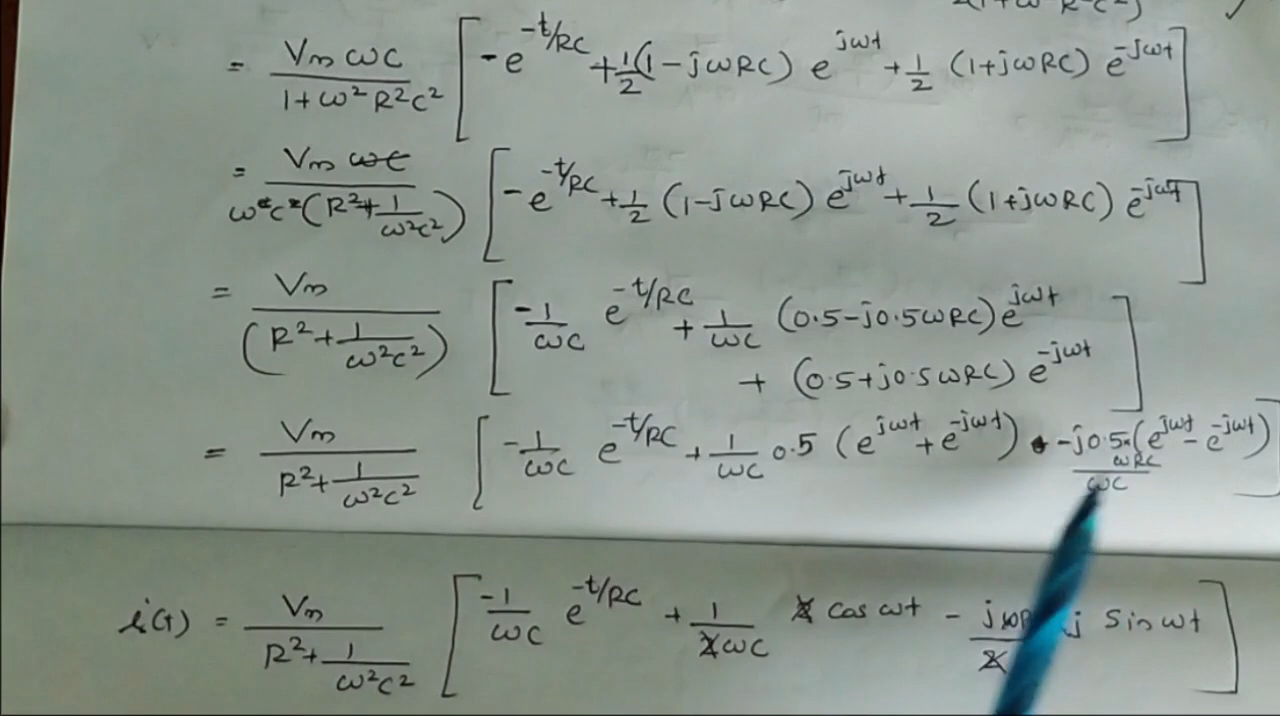 2(1+ω²R²C²) ✓
= Vm ωC / (1+ω²R²C²) [ -e^(-t/RC) + 1/2 (1-jωRC) e^(jωt) + 1/2 (1+jωRC) e^(-jωt) ]
= Vm ωC / (ω²C² (R²+1/(ω²C²))) [ -e^(-t/RC) + 1/2 (1-jωRC) e^(jωt) + 1/2 (1+jωRC) e^(-jωt) ]
= Vm / (R²+1/(ω²C²)) [ -1/(ωC) e^(-t/RC) + 1/(ωC) (0.5-j0.5ωRC) e^(jωt)
+ (0.5+j0.5ωRC) e^(-jωt) ]
= Vm / (R²+1/(ω²C²)) [ -1/(ωC) e^(-t/RC) + 1/(ωC) 0.5 (e^(jωt)+e^(-jωt)) -j0.5 ωRC/(ωC) (e^(jωt)-e^(-jωt)) ]
i(t) = Vm / (R²+1/(ω²C²)) [ -1/(ωC) e^(-t/RC) + 1/(2ωC) 2 cos ωt - j j sin ωt ]